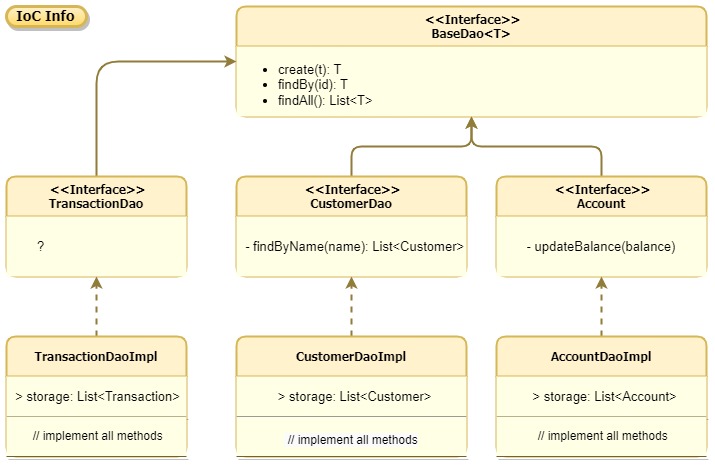 IoC Info
<<Interface>>
BaseDao<T>
• create(t): T
• findBy(id): T
• findAll(): List<T>
<<Interface>>
TransactionDao
?
<<Interface>>
CustomerDao
- findByName(name): List<Customer>
<<Interface>>
Account
- updateBalance(balance)
TransactionDaoImpl
> storage: List<Transaction>
// implement all methods
CustomerDaoImpl
> storage: List<Customer>
// implement all methods
AccountDaoImpl
> storage: List<Account>
// implement all methods